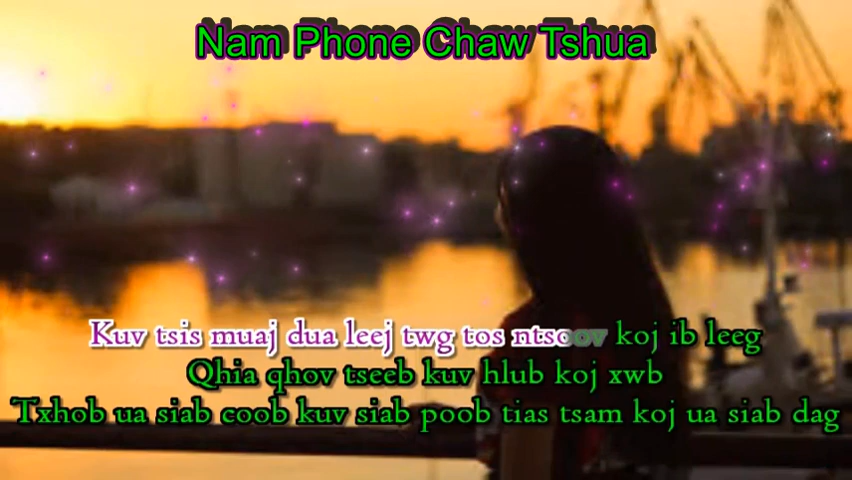 Nam Phone Chaw Tshua
Kuv tsis muaj dua leej twg tos ntsoov koj ib leeg
Qhia qhov tseeb kuv hlub koj xwb
Txhob ua siab coob kuv siab poob tias tsam koj ua siab dag